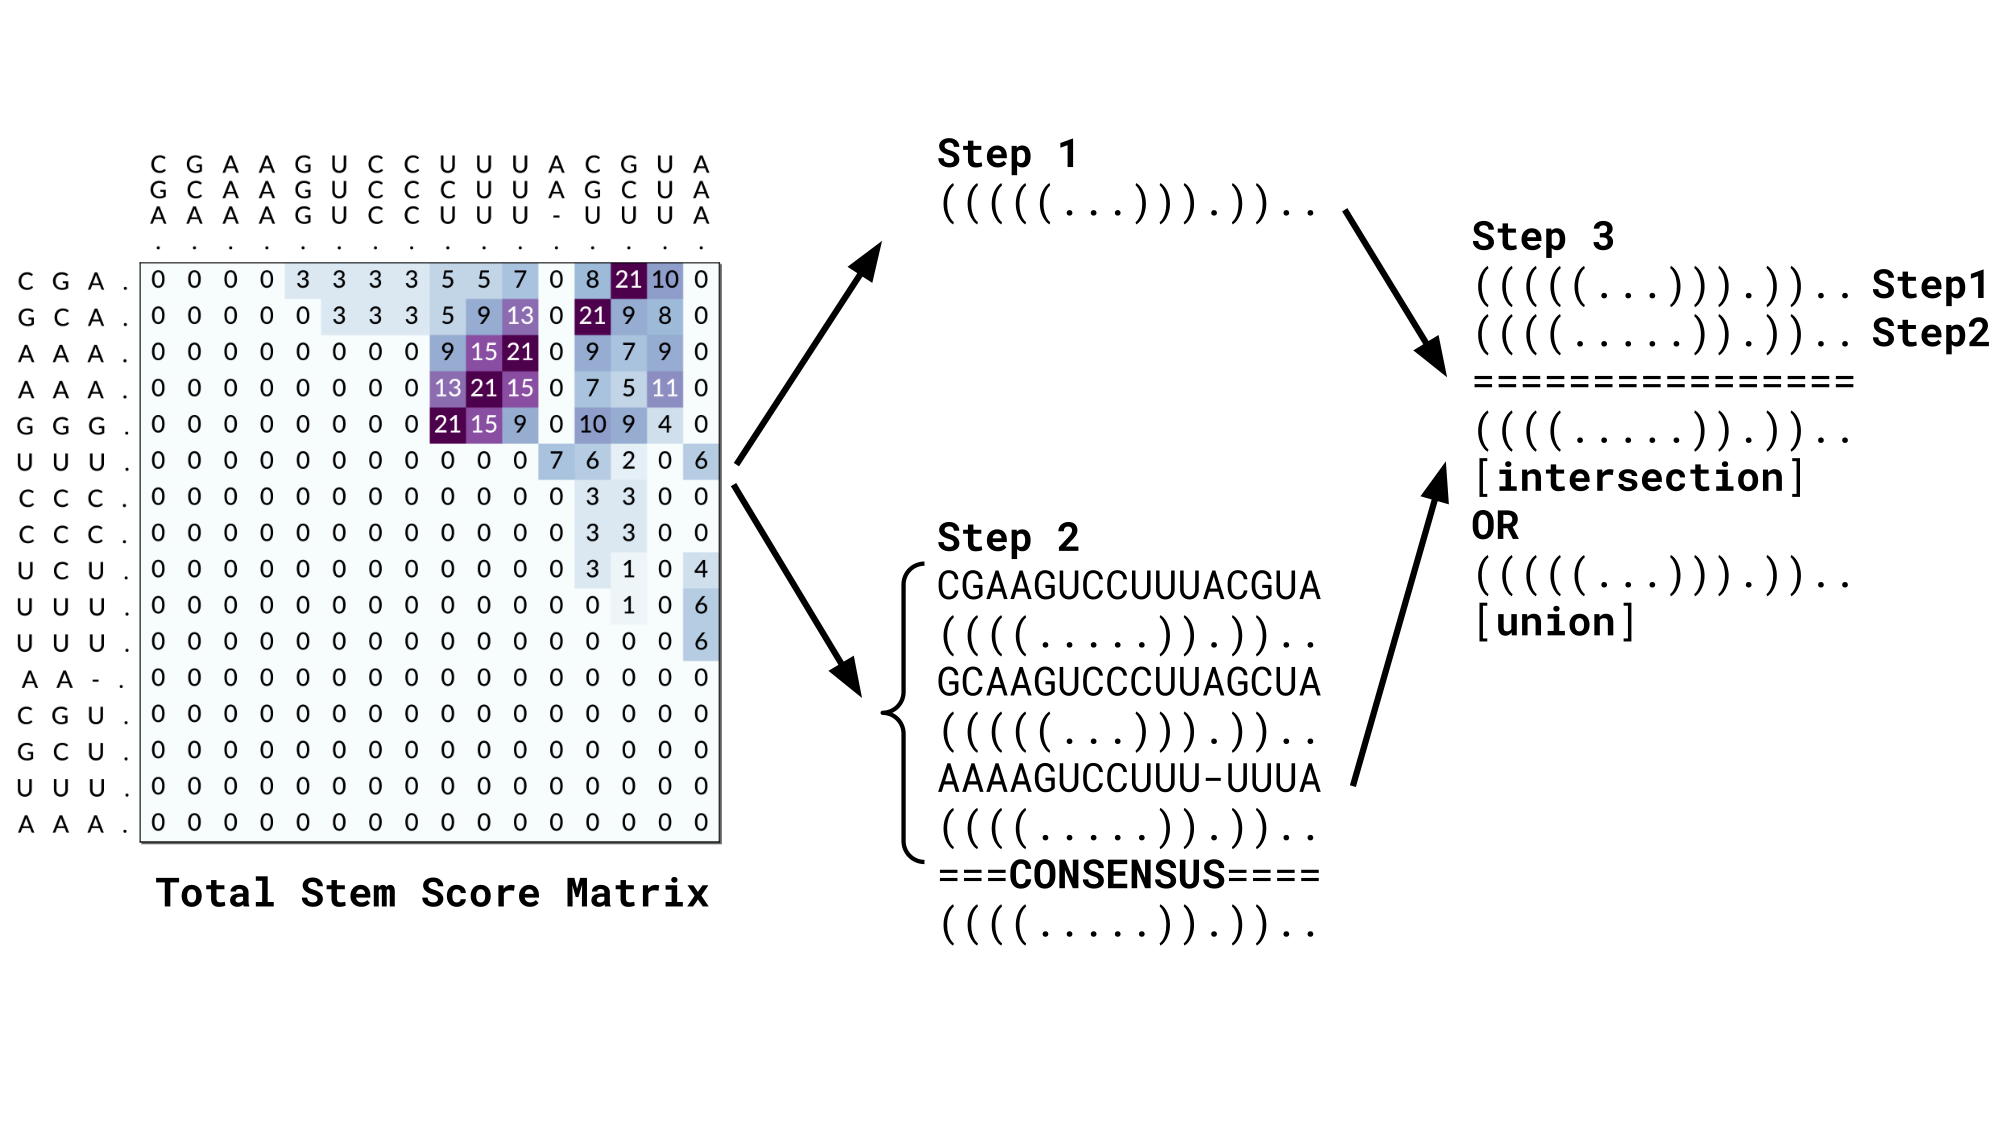 C G A A G U C C U U U A C G U A
G C A A G U C C C U U A G C U A
A A A A G U C C U U U - U U U A
. . . . . . . . . . . . . . . .
C G A . 0 0 0 0 3 3 3 3 5 5 7 0 8 21 10 0
G C A . 0 0 0 0 0 3 3 3 5 9 13 0 21 9 8 0
A A A . 0 0 0 0 0 0 0 0 9 15 21 0 9 7 9 0
A A A . 0 0 0 0 0 0 0 0 13 21 15 0 7 5 11 0
G G G . 0 0 0 0 0 0 0 0 21 15 9 0 10 9 4 0
U U U . 0 0 0 0 0 0 0 0 0 0 0 7 6 2 0 6
C C C . 0 0 0 0 0 0 0 0 0 0 0 0 3 3 0 0
C C C . 0 0 0 0 0 0 0 0 0 0 0 0 3 3 0 0
U C U . 0 0 0 0 0 0 0 0 0 0 0 0 3 1 0 4
U U U . 0 0 0 0 0 0 0 0 0 0 0 0 0 1 0 6
U U U . 0 0 0 0 0 0 0 0 0 0 0 0 0 0 0 6
A A - . 0 0 0 0 0 0 0 0 0 0 0 0 0 0 0 0
C G U . 0 0 0 0 0 0 0 0 0 0 0 0 0 0 0 0
G C U . 0 0 0 0 0 0 0 0 0 0 0 0 0 0 0 0
U U U . 0 0 0 0 0 0 0 0 0 0 0 0 0 0 0 0
A A A . 0 0 0 0 0 0 0 0 0 0 0 0 0 0 0 0
Total Stem Score Matrix
Step 1
(((((...))).))..
Step 2
CGAAGUCCUUUACGUA
((((.....)).))..
GCAAGUCCCUUAGCUA
(((((...))).))..
AAAAGUCCUUU-UUUA
((((.....)).))..
===CONSENSUS====
((((.....)).))..
Step 3
(((((...))).)).. Step1
((((.....)).)).. Step2
================
((((.....)).))..
[intersection]
OR
(((((...))).))..
[union]